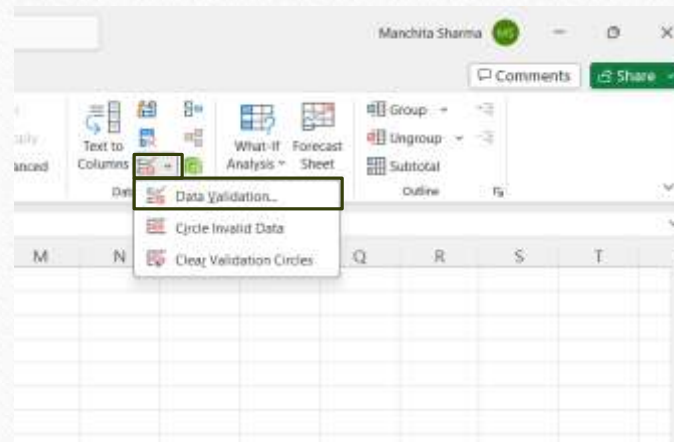 Manchita Sharma MS
Comments Share
Text to Columns
What-If Analysis
Forecast Sheet
Group
Ungroup
Subtotal
Outline
Data Validation...
Circle Invalid Data
Clear Validation Circles
M N Q R S T